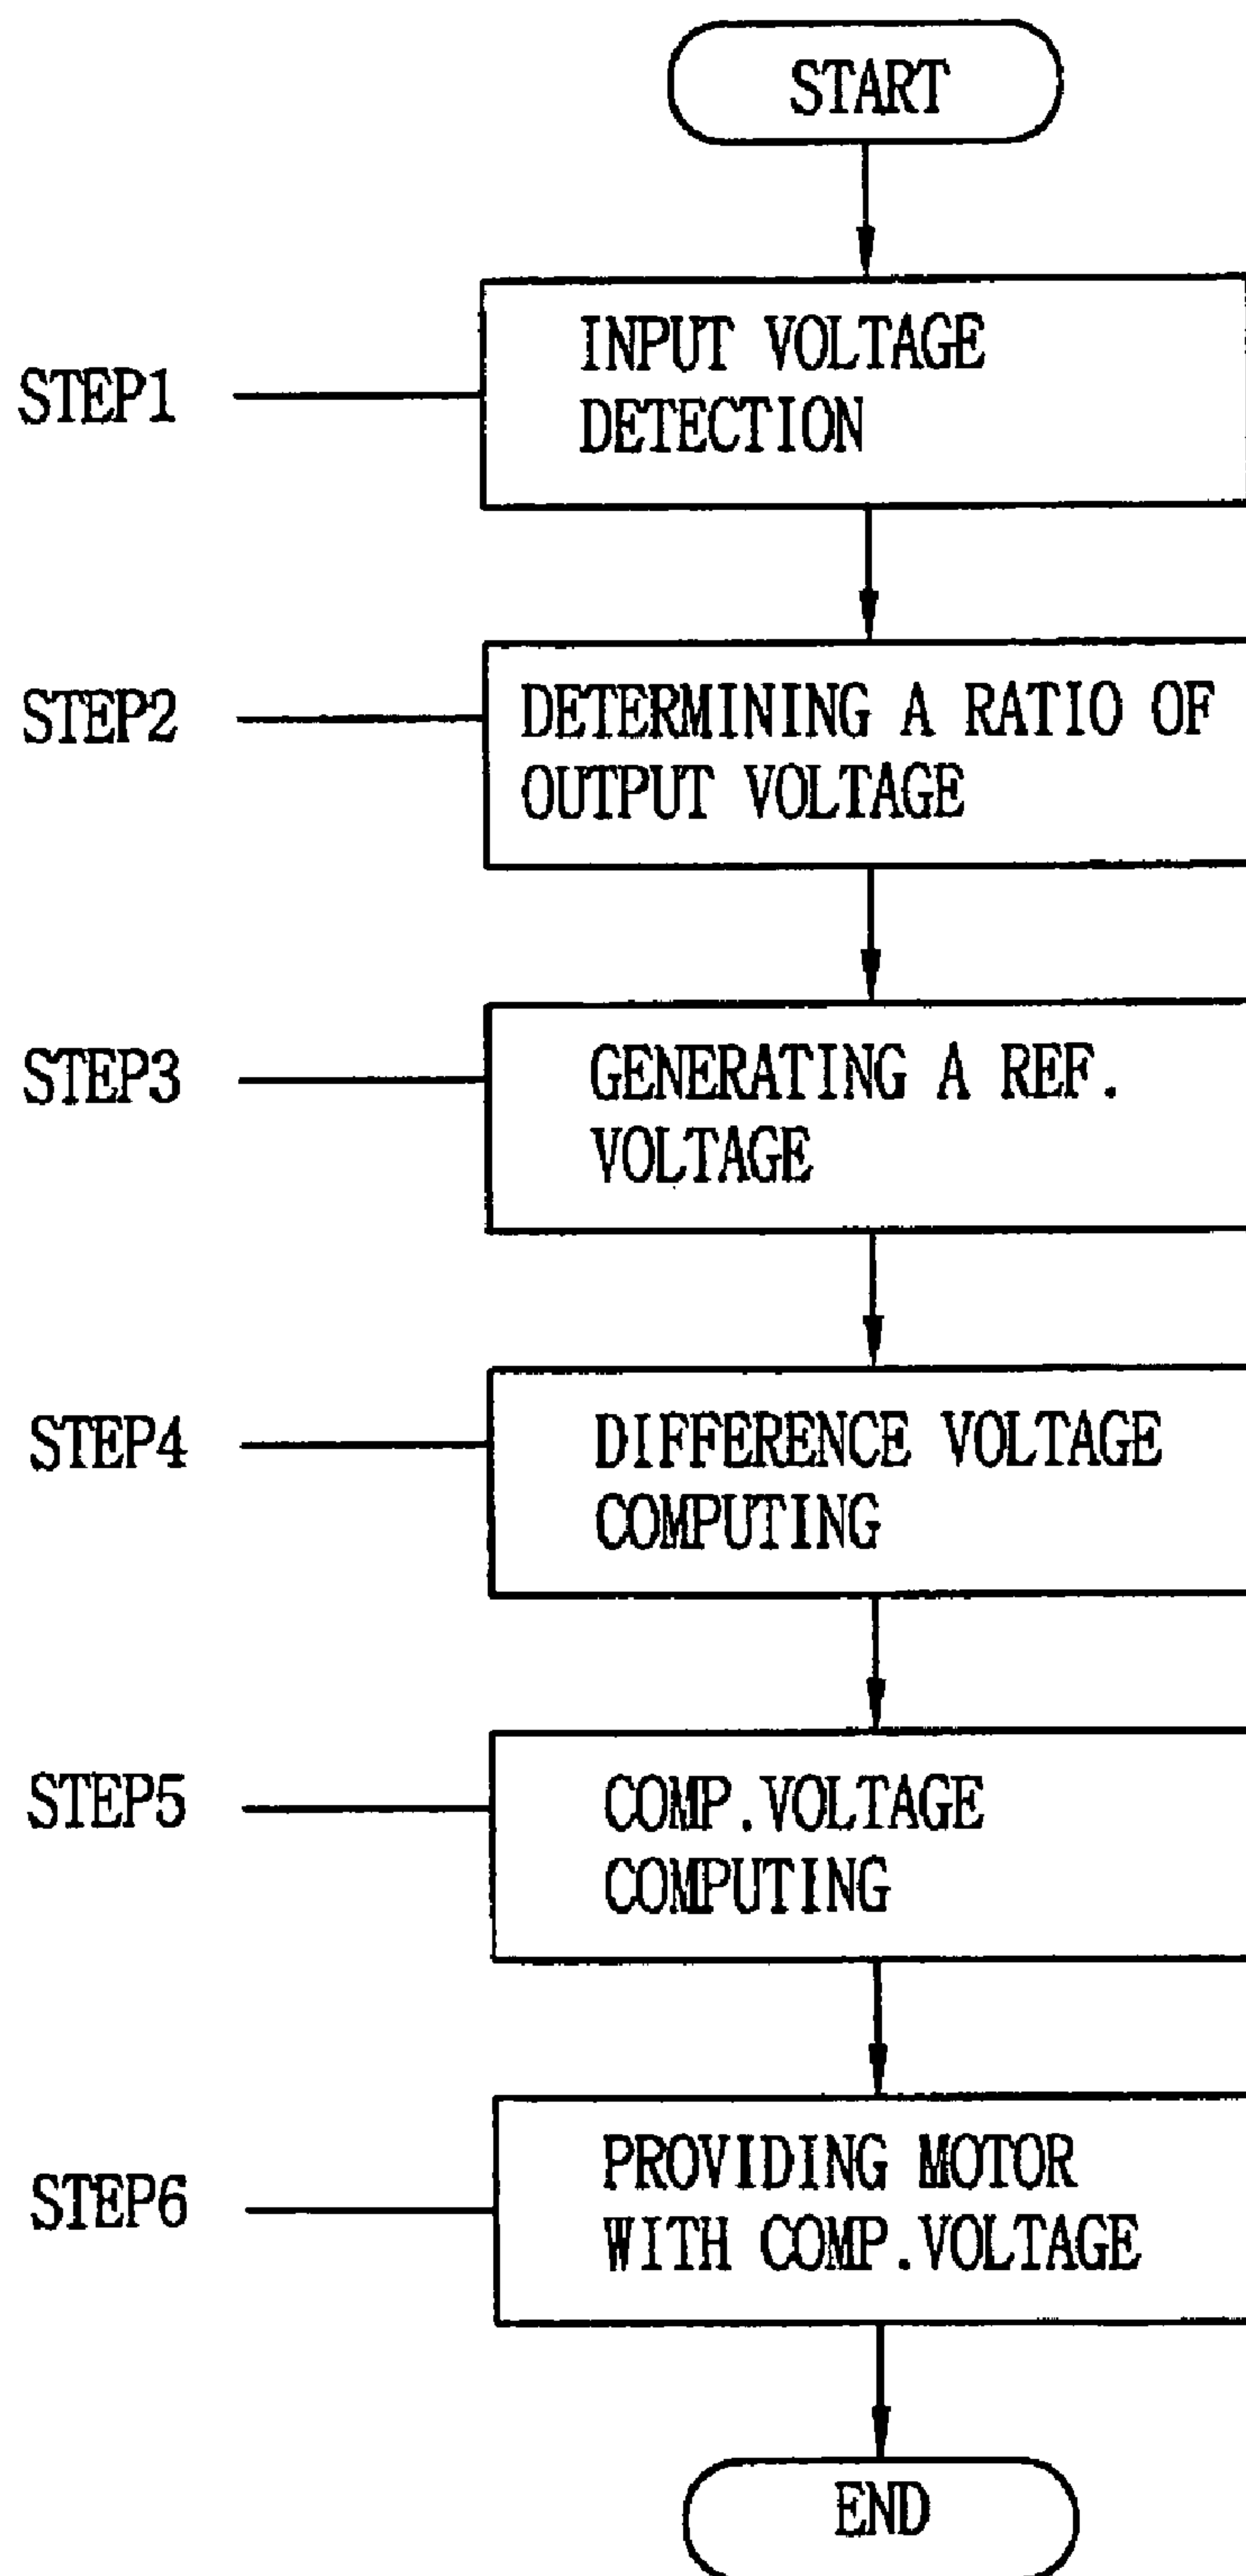 START
STEP1
INPUT VOLTAGE
DETECTION
STEP2
DETERMINING A RATIO OF
OUTPUT VOLTAGE
STEP3
GENERATING A REF.
VOLTAGE
STEP4
DIFFERENCE VOLTAGE
COMPUTING
STEP5
COMP.VOLTAGE
COMPUTING
STEP6
PROVIDING MOTOR
WITH COMP.VOLTAGE
END